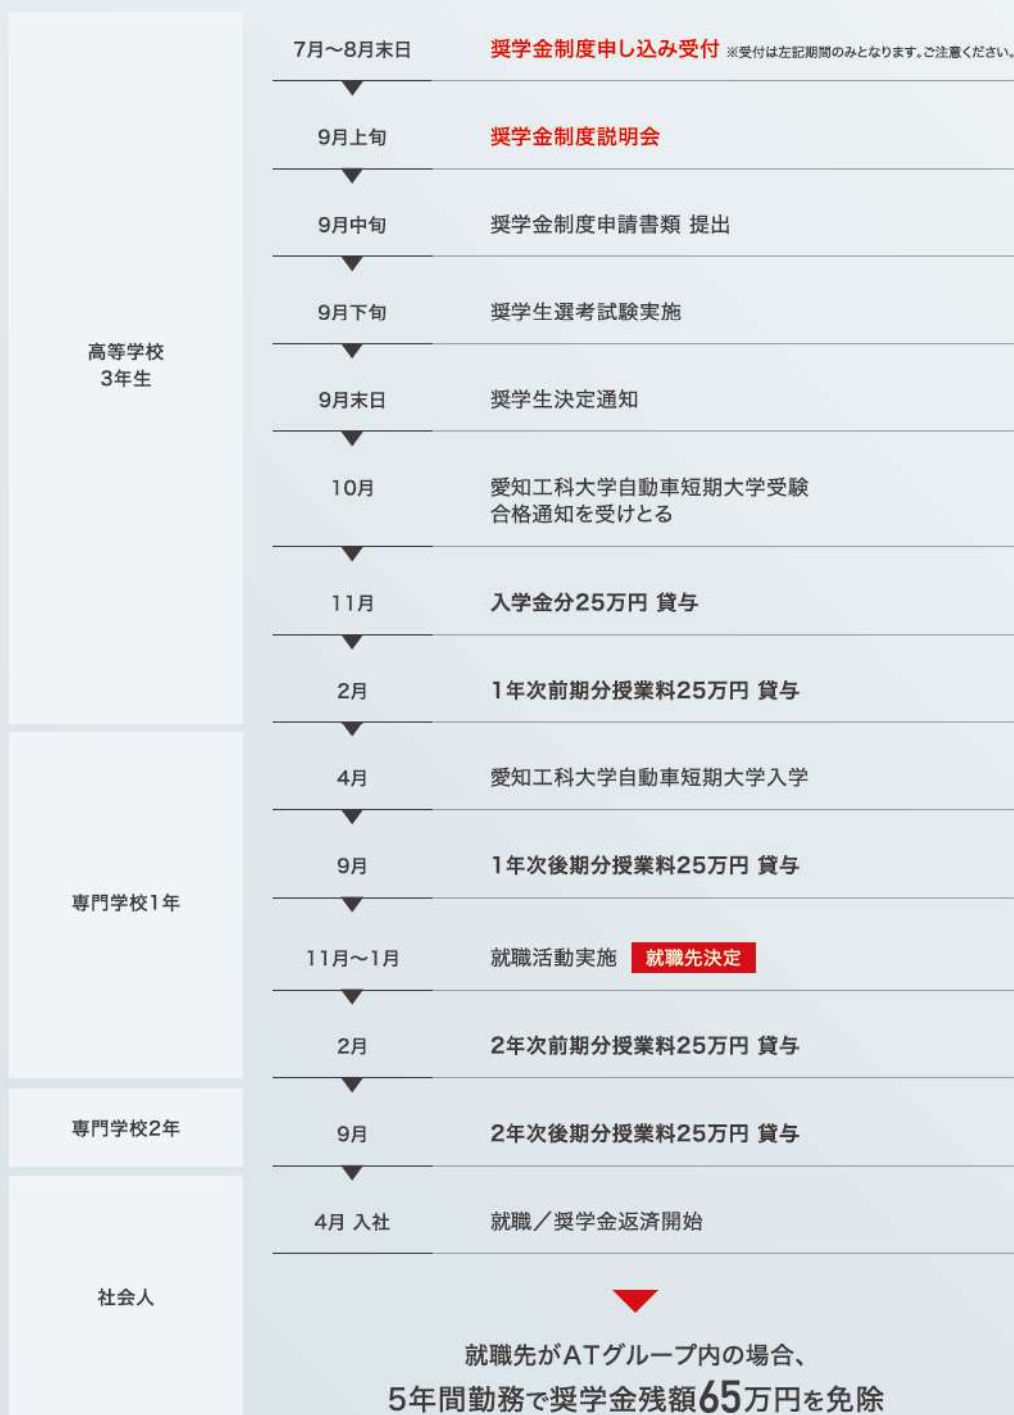 7月～8月末日 奨学金制度申し込み受付 ※受付は左記期間のみとなります。ご注意ください。
9月上旬 奨学金制度説明会
9月中旬 奨学金制度申請書類 提出
9月下旬 奨学生選考試験実施
高等学校
3年生
9月末日 奨学生決定通知
10月 愛知工科大学自動車短期大学受験
合格通知を受けとる
11月 入学金分25万円 貸与
2月 1年次前期分授業料25万円 貸与
4月 愛知工科大学自動車短期大学入学
9月 1年次後期分授業料25万円 貸与
専門学校1年
11月～1月 就職活動実施 就職先決定
2月 2年次前期分授業料25万円 貸与
専門学校2年
9月 2年次後期分授業料25万円 貸与
4月 入社 就職／奨学金返済開始
社会人
就職先がATグループ内の場合、
5年間勤務で奨学金残額65万円を免除